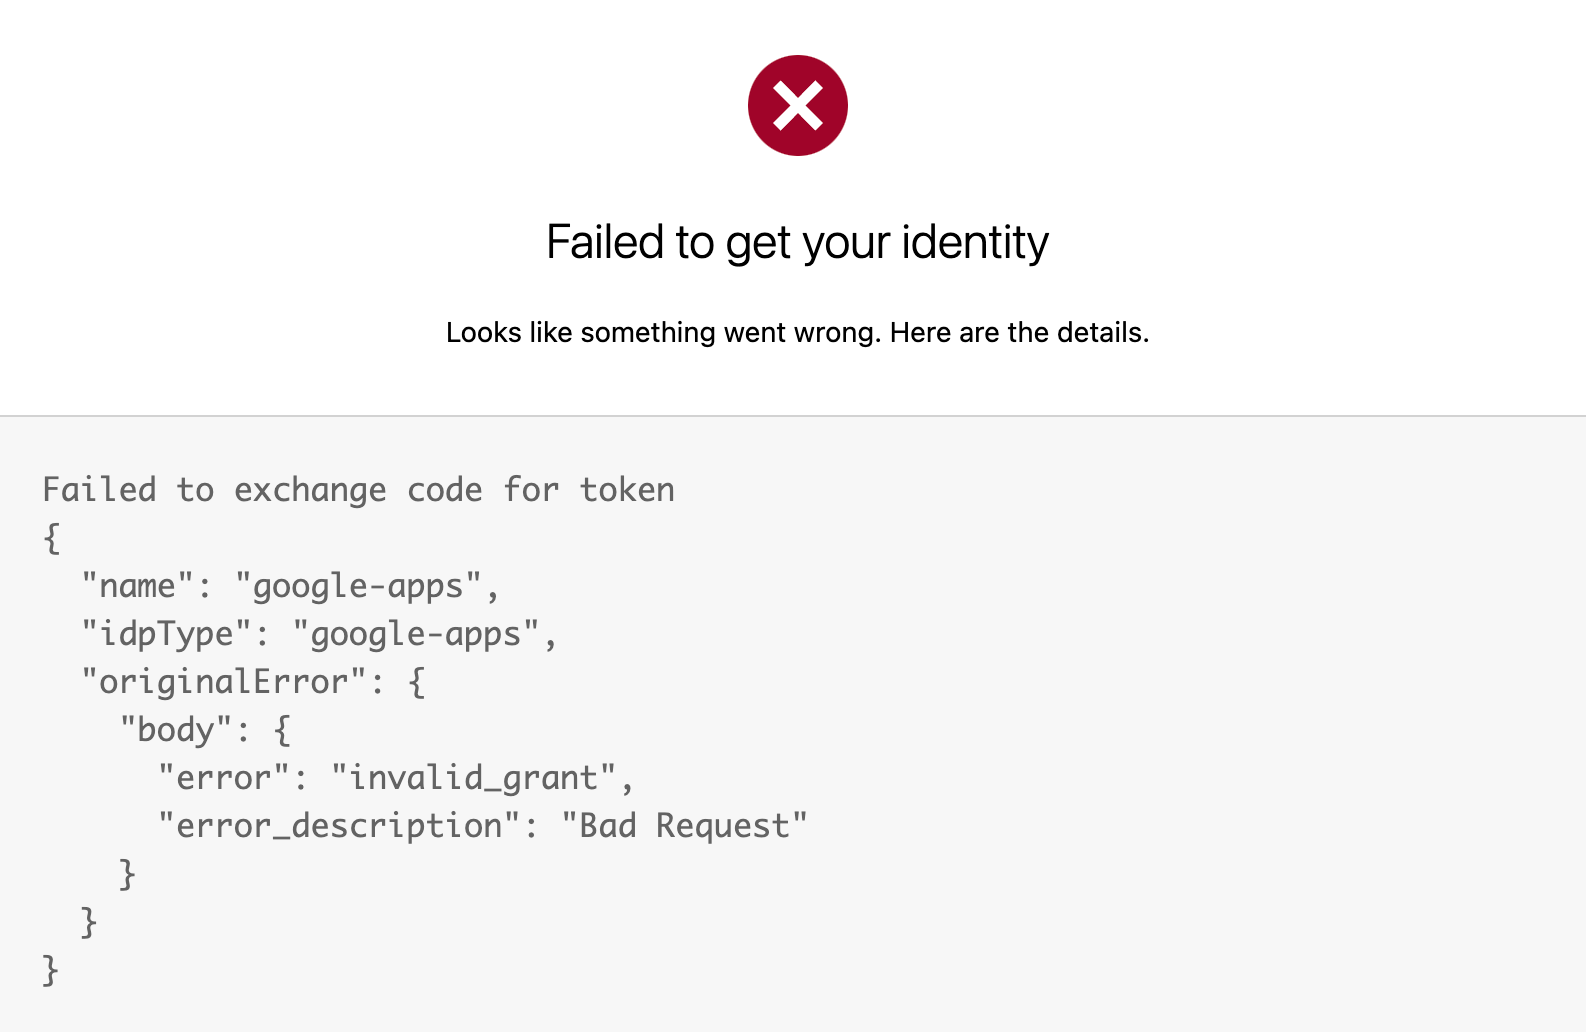 Failed to get your identity
Looks like something went wrong. Here are the details.
Failed to exchange code for token
{
  "name": "google-apps",
  "idpType": "google-apps",
  "originalError": {
    "body": {
      "error": "invalid_grant",
      "error_description": "Bad Request"
    }
  }
}